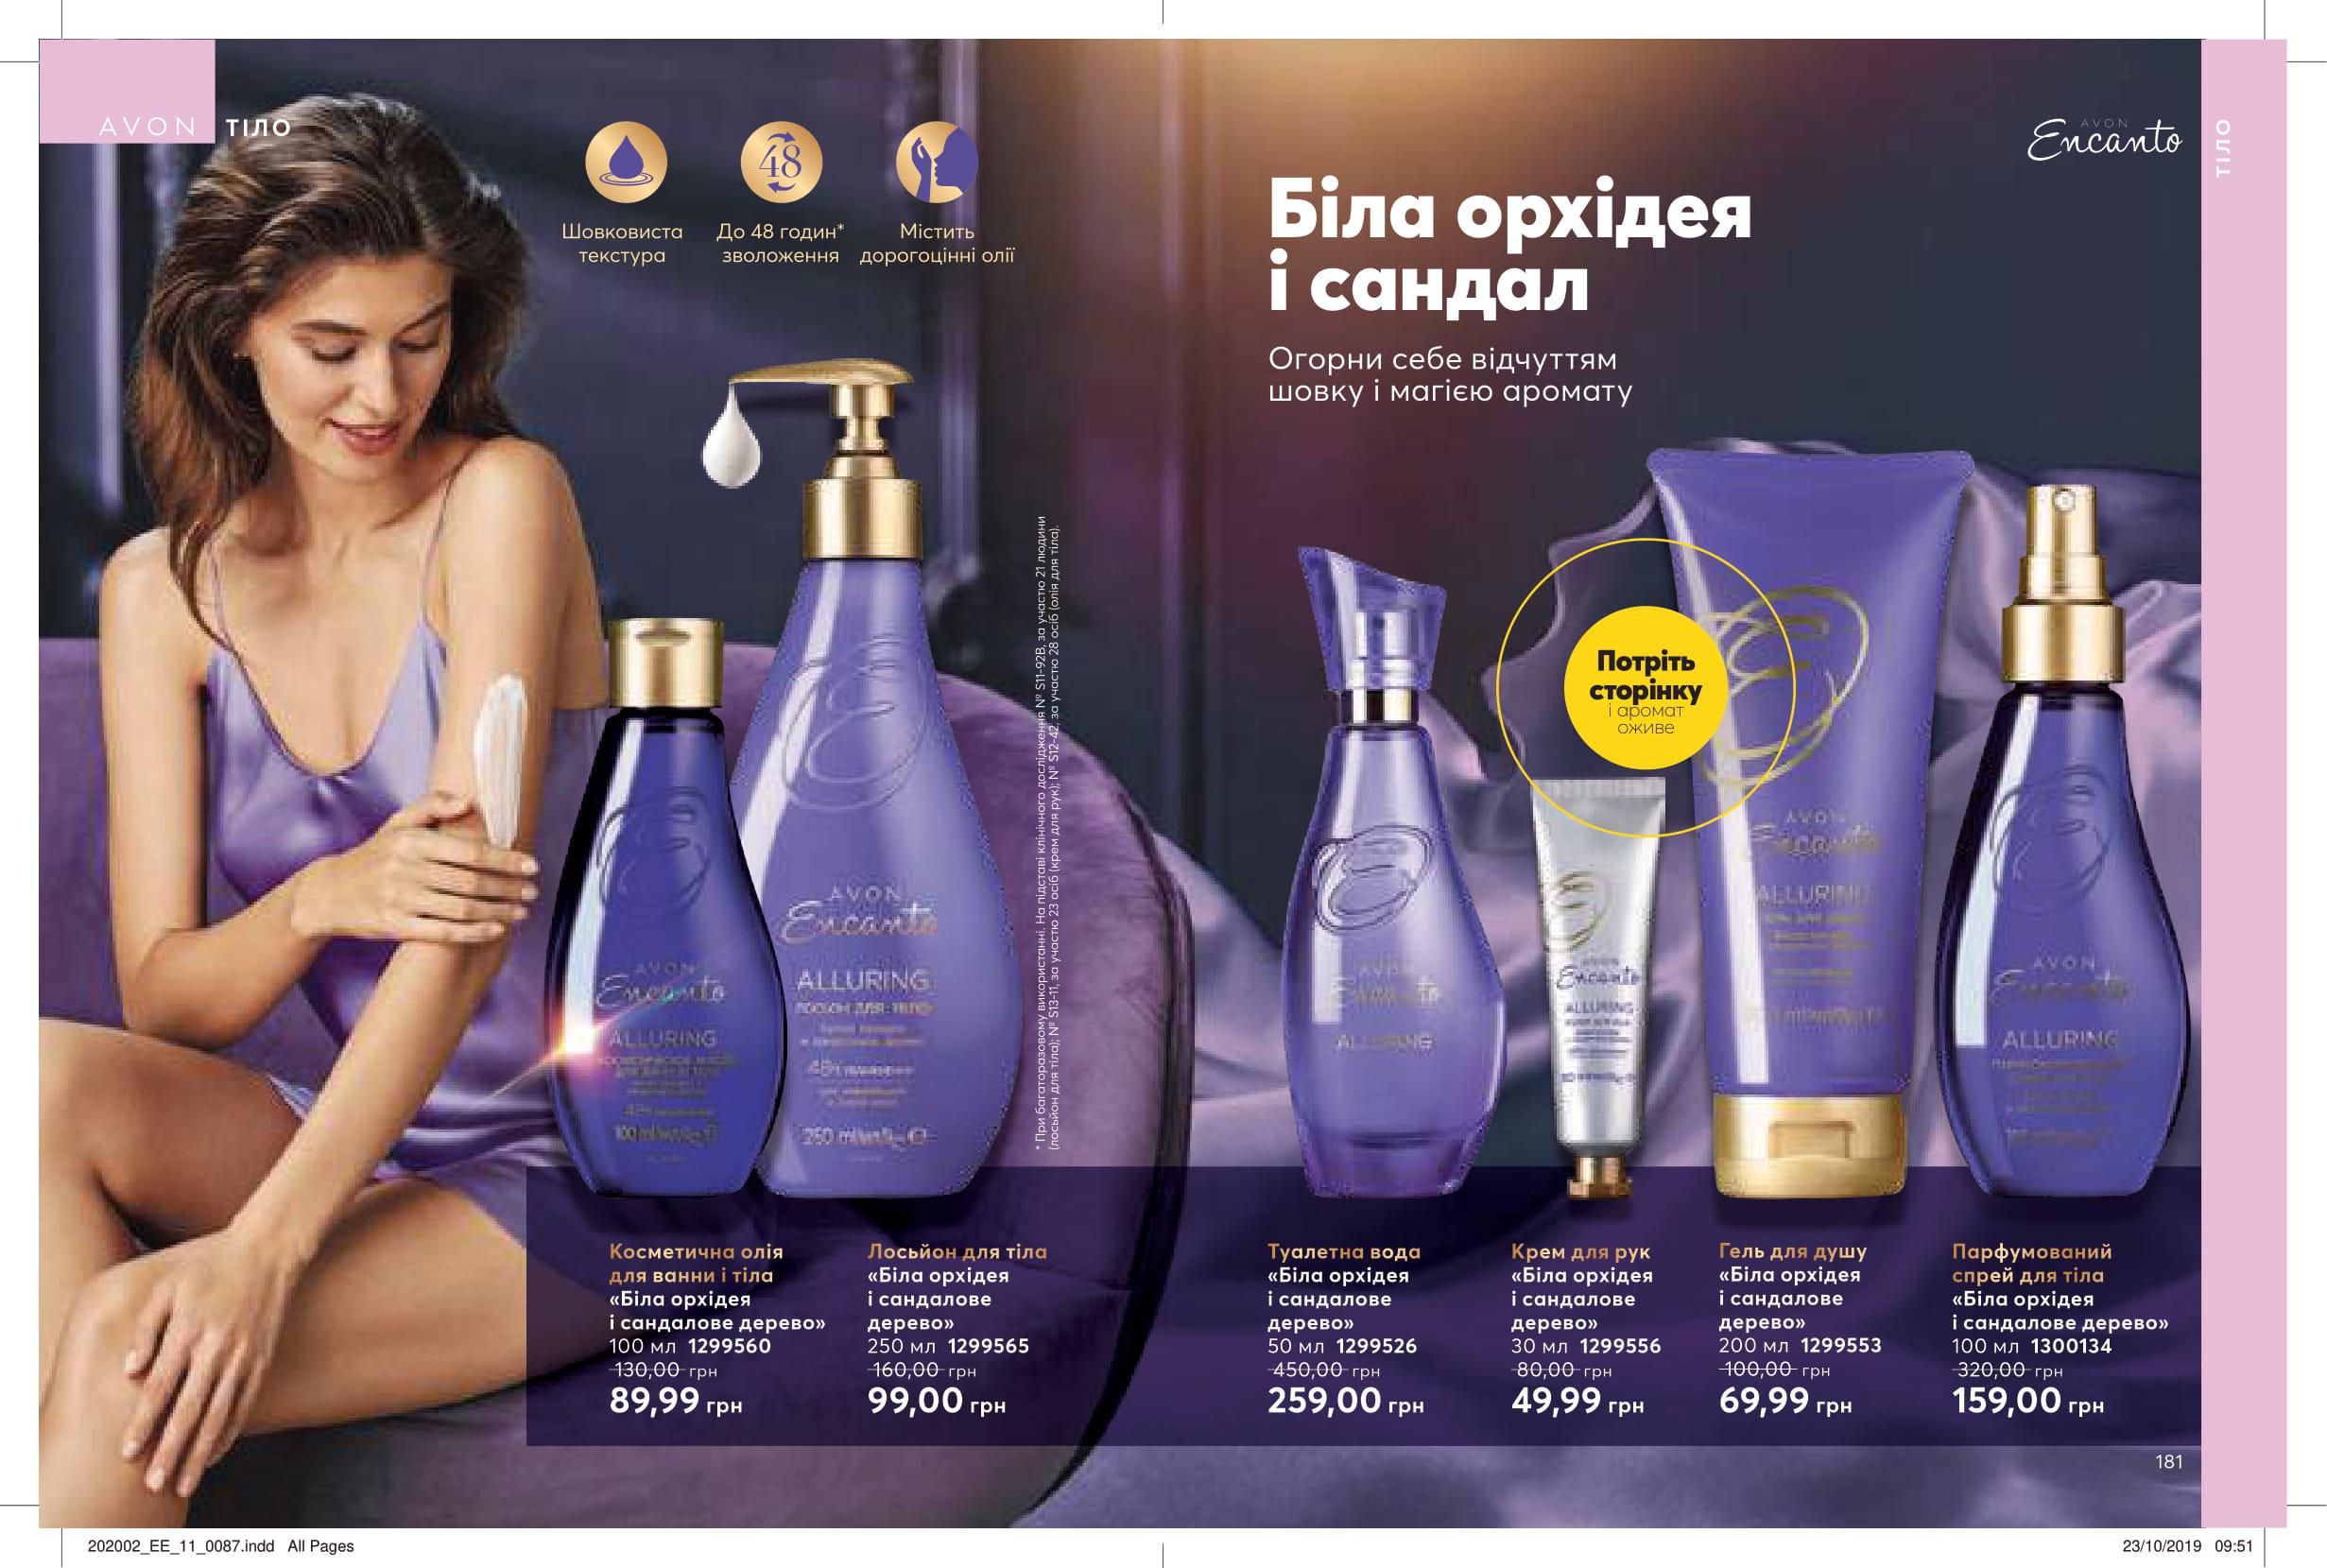 AVON ТІЛО
Шовковиста
текстура
48
До 48 годин*
зволоження
Містить
дорогоцінні олії
AVON
Encanto
ТІЛО
Біла орхідея
і сандал
Огорни себе відчуттям
шовку і магією аромату
Потріть
сторінку
і аромат
оживе
* При багаторазовому використанні. На підставі клінічного дослідження № S11-92B, за участю 21 людини
(лосьйон для тіла); № S13-11, за участю 23 осіб (крем для рук); № S12-42, за участю 28 осіб (олія для тіла).
AVON
Encanto
ALLURING
100 ml
AVON
Encanto
ALLURING
250 ml
AVON
Encanto
ALLURING
Encanto
ALLURING
AVON
Encanto
ALLURING
AVON
Encanto
ALLURING
Косметична олія
для ванни і тіла
«Біла орхідея
і сандалове дерево»
100 мл 1299560
130,00 грн
89,99 грн
Лосьйон для тіла
«Біла орхідея
і сандалове
дерево»
250 мл 1299565
160,00 грн
99,00 грн
Туалетна вода
«Біла орхідея
і сандалове
дерево»
50 мл 1299526
450,00 грн
259,00 грн
Крем для рук
«Біла орхідея
і сандалове
дерево»
30 мл 1299556
80,00 грн
49,99 грн
Гель для душу
«Біла орхідея
і сандалове
дерево»
200 мл 1299553
100,00 грн
69,99 грн
Парфумований
спрей для тіла
«Біла орхідея
і сандалове дерево»
100 мл 1300134
320,00 грн
159,00 грн
181
202002_EE_11_0087.indd All Pages
23/10/2019 09:51